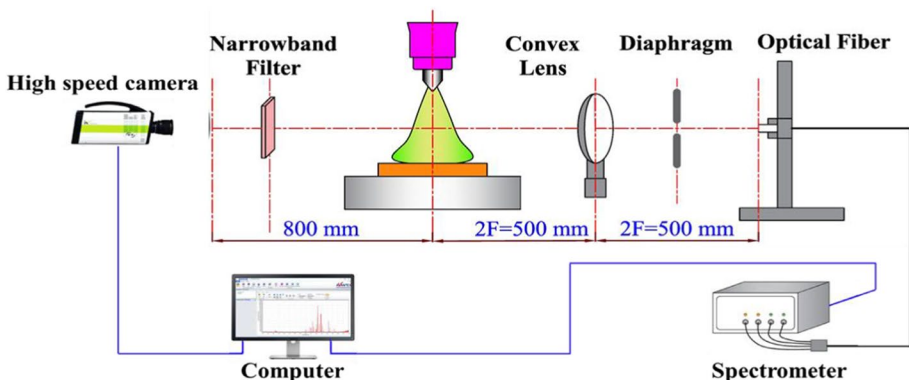 Narrowband
Filter
Convex
Lens
Diaphragm
Optical Fiber
High speed camera
800 mm
2F=500 mm
2F=500 mm
Computer
Spectrometer